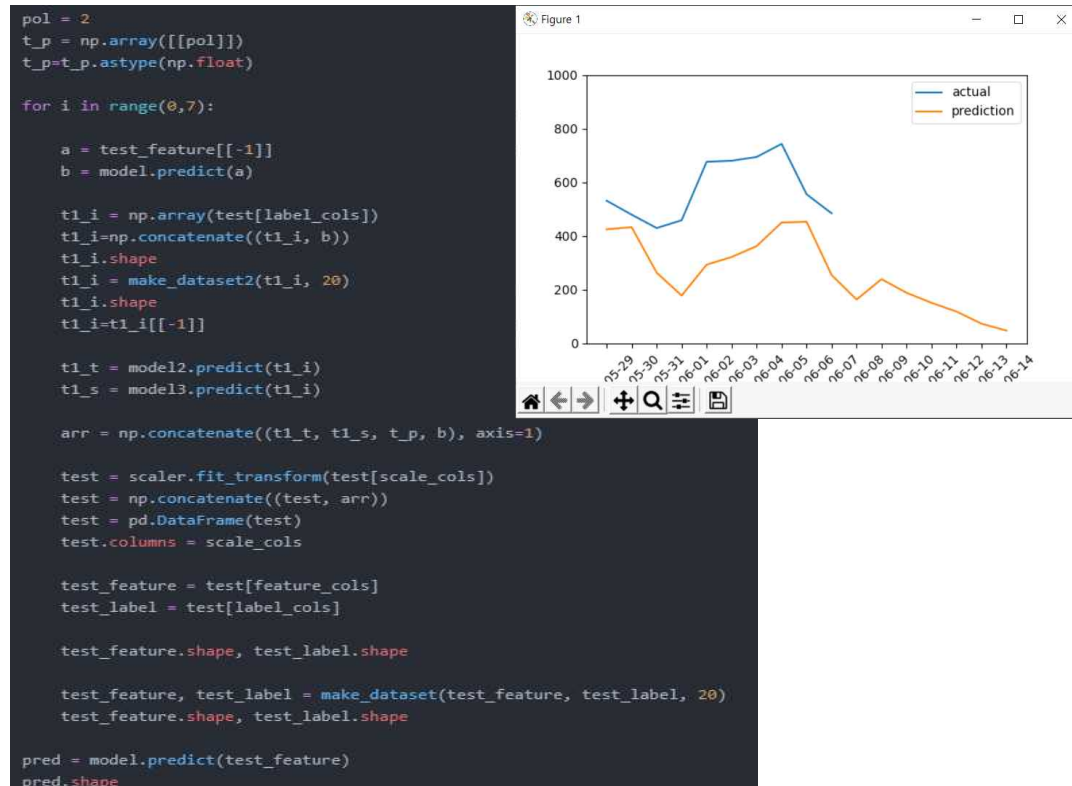 pol = 2
t_p = np.array([[pol]])
t_p=t_p.astype(np.float)
for i in range(0,7):
a = test_feature[[-1]]
b = model.predict(a)
t1_i = np.array(test[label_cols])
t1_i=np.concatenate((t1_i, b))
t1_i.shape
t1_i = make_dataset2(t1_i, 20)
t1_i.shape
t1_i=t1_i[[-1]]
t1_t = model2.predict(t1_i)
t1_s = model3.predict(t1_i)
arr = np.concatenate((t1_t, t1_s, t_p, b), axis=1)
test = scaler.fit_transform(test[scale_cols])
test = np.concatenate((test, arr))
test = pd.DataFrame(test)
test.columns = scale_cols
test_feature = test[feature_cols]
test_label = test[label_cols]
test_feature.shape, test_label.shape
test_feature, test_label = make_dataset(test_feature, test_label, 20)
test_feature.shape, test_label.shape
pred = model.predict(test_feature)
pred.shape
Figure 1
1000
800
600
400
200
0
actual
prediction
05-29
05-30
05-31
06-01
06-02
06-03
06-04
06-05
06-06
06-07
06-08
06-09
06-10
06-11
06-12
06-13
06-14